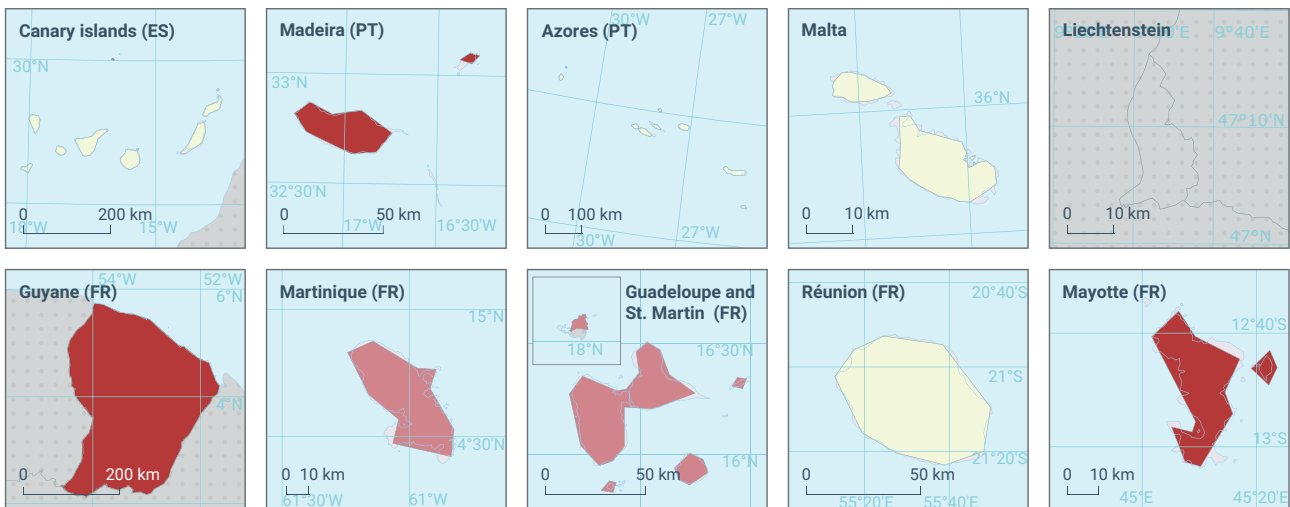 Canary islands (ES)
30°N
0 200 km
18°W 15°W
Madeira (PT)
33°N
32°30'N
0 50 km
17°W 16°30'W
30°W 27°W
Azores (PT)
0 100 km
30°W 27°W
Malta
36°N
0 10 km
Liechtenstein
9°40'E
47°10'N
0 10 km
47°N
54°W 52°W
Guyane (FR)
6°N
4°N
0 200 km
Martinique (FR)
15°N
14°30'N
0 10 km
61°30'W 61°W
Guadeloupe and
St. Martin (FR)
18°N
16°30'N
16°N
0 50 km
Réunion (FR)
20°40'S
21°S
21°20'S
0 50 km
55°20'E 55°40'E
Mayotte (FR)
12°40'S
13°S
0 10 km
45°E 45°20'E